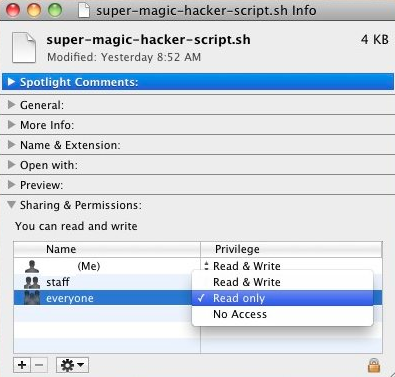 super-magic-hacker-script.sh Info
super-magic-hacker-script.sh 4 KB
Modified: Yesterday 8:52 AM
Spotlight Comments:
General:
More Info:
Name & Extension:
Open with:
Preview:
Sharing & Permissions:
You can read and write
Name Privilege
(Me) Read & Write
staff Read & Write
everyone ✓ Read only
No Access